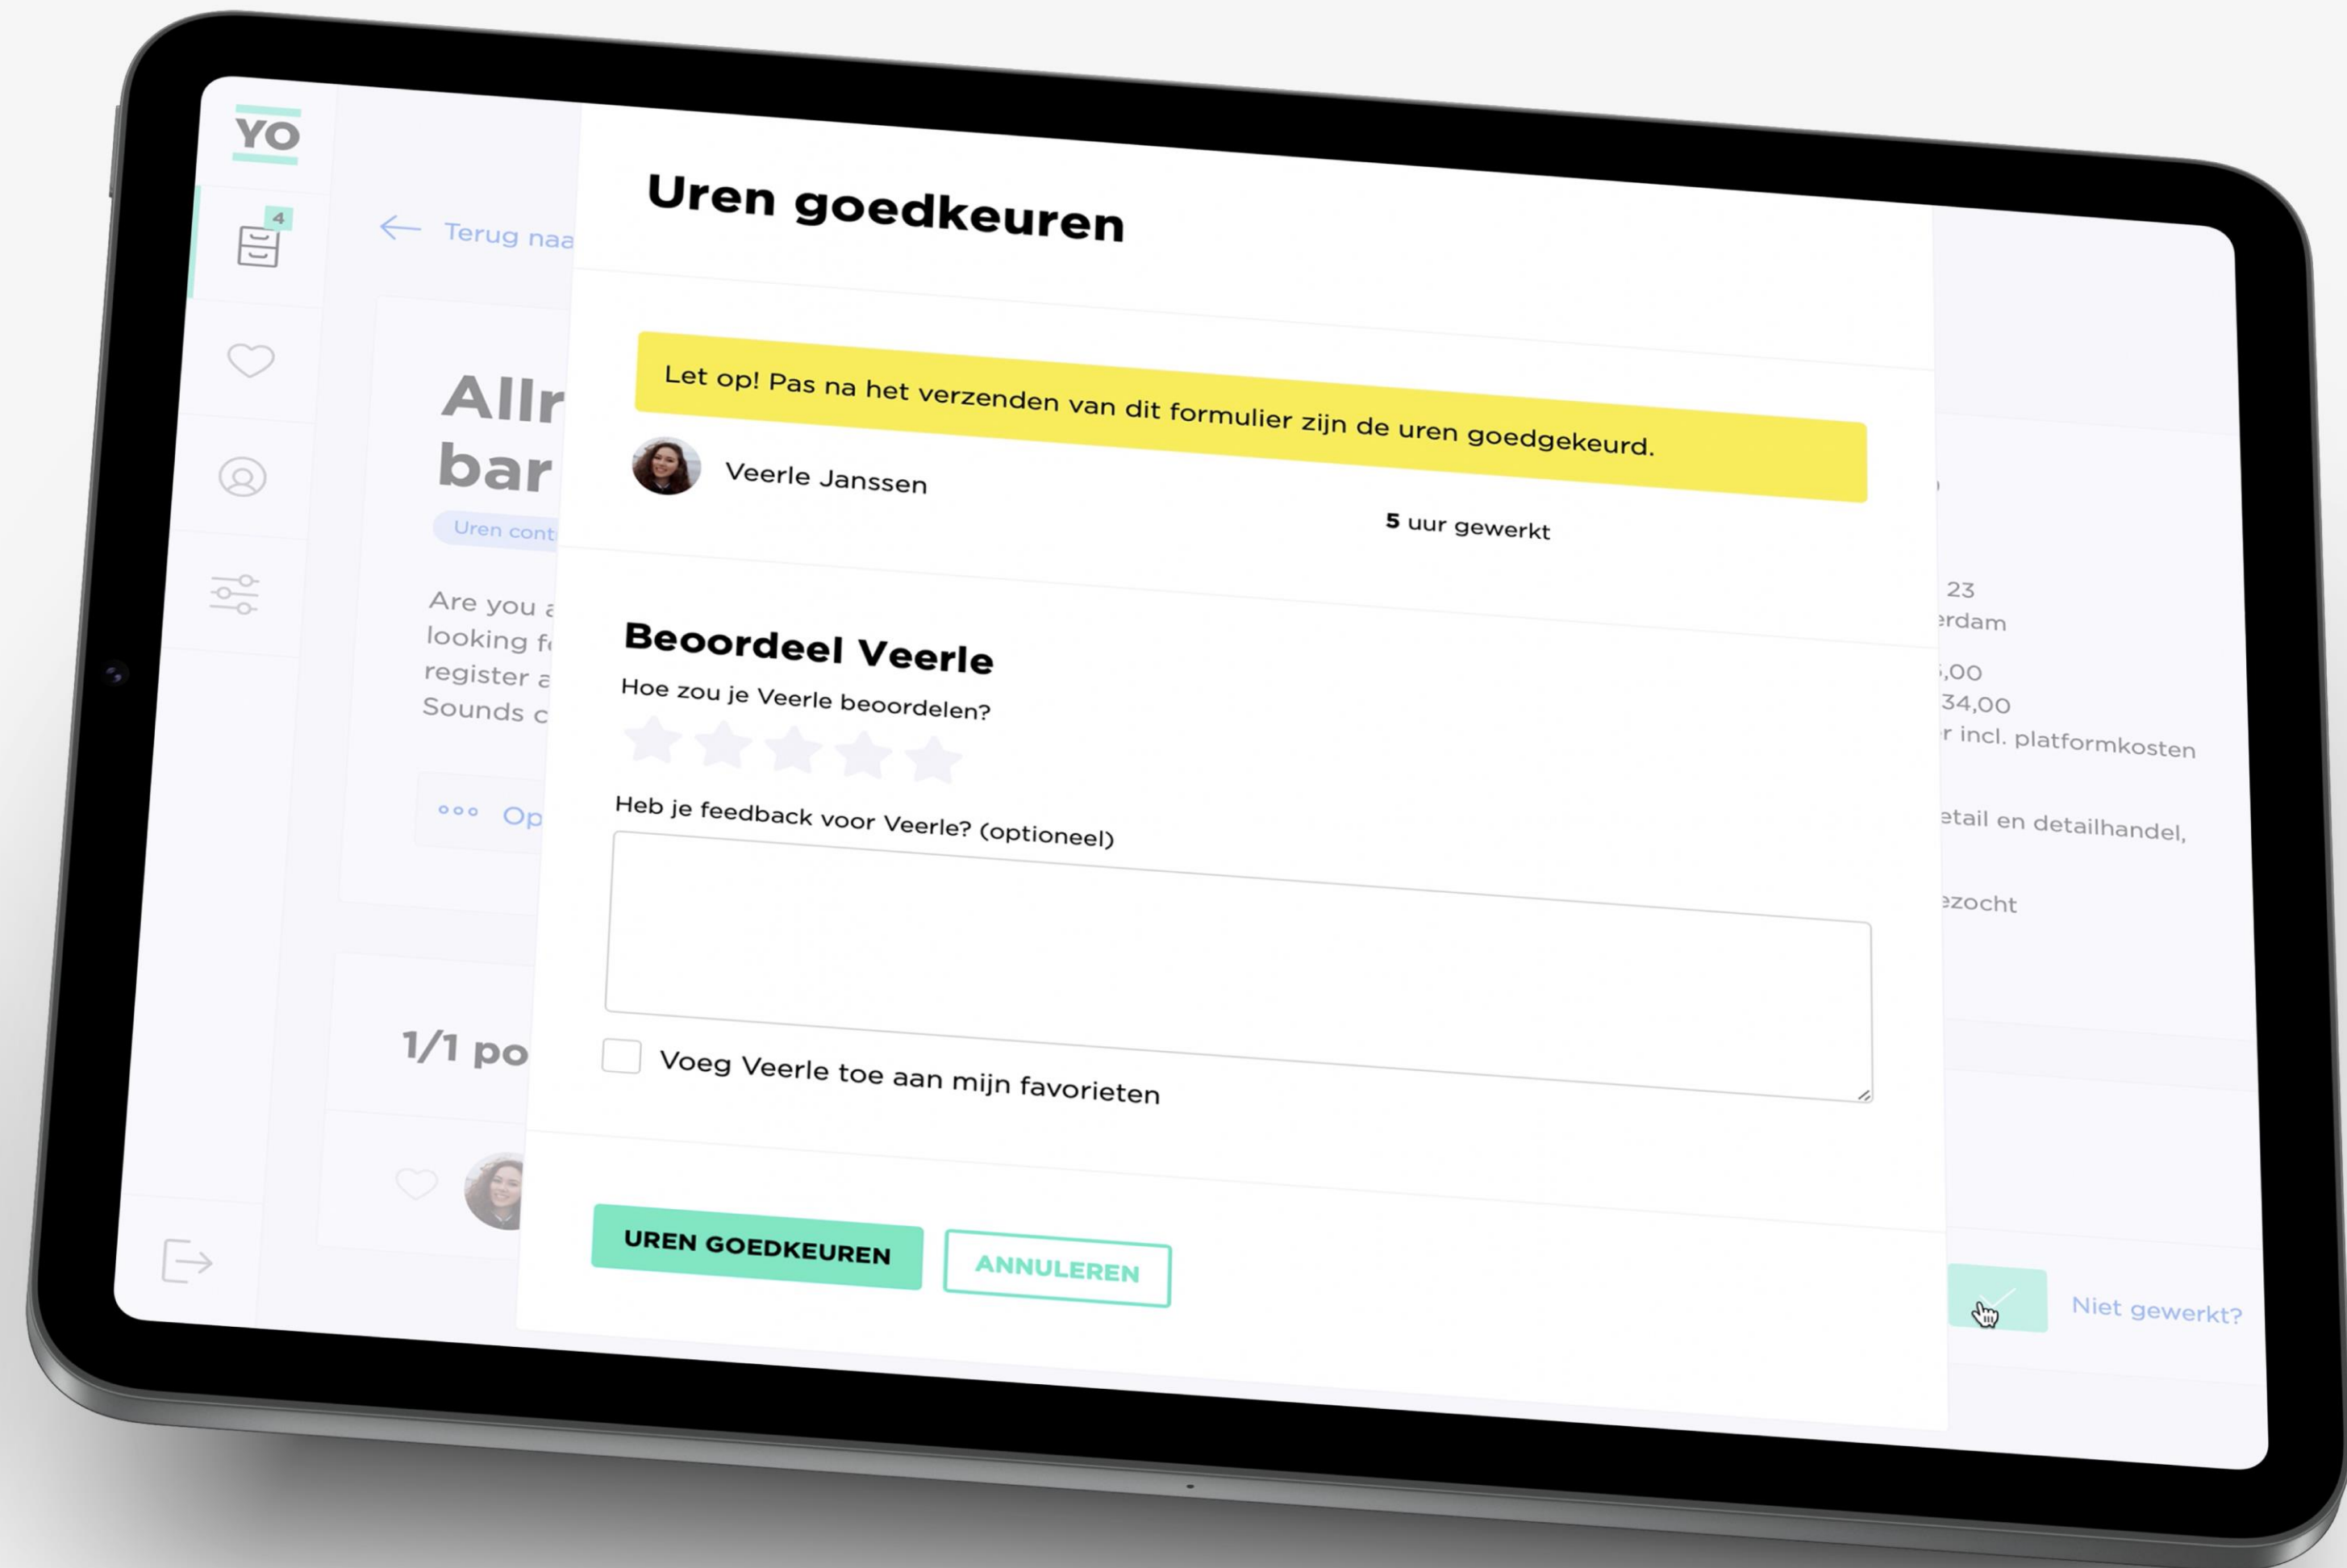 YO
4
Terug naa
Allr
bar
Uren cont
Are you a
looking fo
register a
Sounds c
Op
1/1 po
Uren goedkeuren
Let op! Pas na het verzenden van dit formulier zijn de uren goedgekeurd.
Veerle Janssen
5 uur gewerkt
Beoordeel Veerle
Hoe zou je Veerle beoordelen?
Heb je feedback voor Veerle? (optioneel)
Voeg Veerle toe aan mijn favorieten
UREN GOEDKEUREN
ANNULEREN
23
erdam
,00
34,00
r incl. platformkosten
etail en detailhandel,
ezocht
Niet gewerkt?